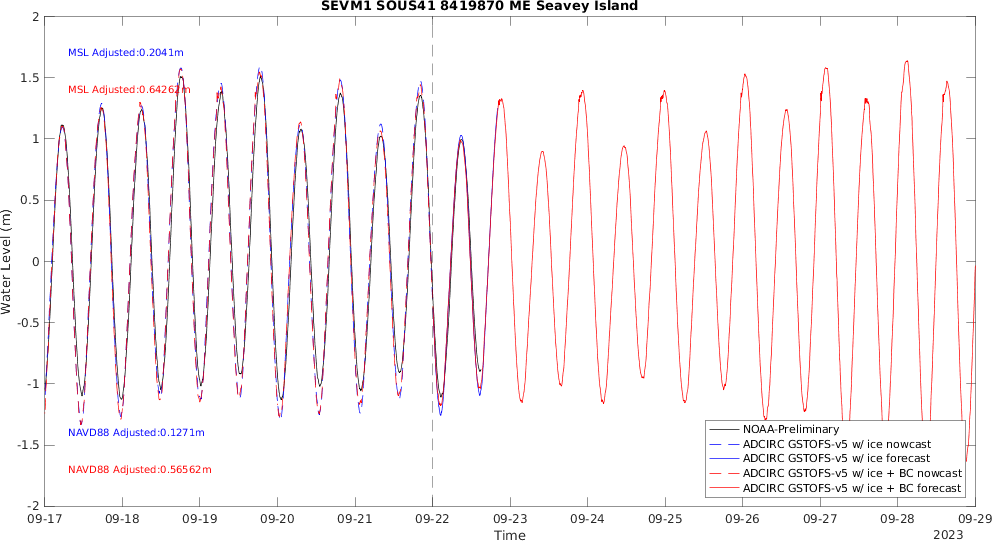 SEVM1 SOUS41 8419870 ME Seavey Island
2
MSL Adjusted:0.2041m
1.5
MSL Adjusted:0.64262m
1
0.5
0
-0.5
-1
-1.5
-2
Water Level (m)
NAVD88 Adjusted:0.1271m
NAVD88 Adjusted:0.56562m
NOAA-Preliminary
ADCIRC GSTOFS-v5 w/ ice nowcast
ADCIRC GSTOFS-v5 w/ ice forecast
ADCIRC GSTOFS-v5 w/ ice + BC nowcast
ADCIRC GSTOFS-v5 w/ ice + BC forecast
09-17 09-18 09-19 09-20 09-21 09-22 09-23 09-24 09-25 09-26 09-27 09-28 09-29
Time
2023